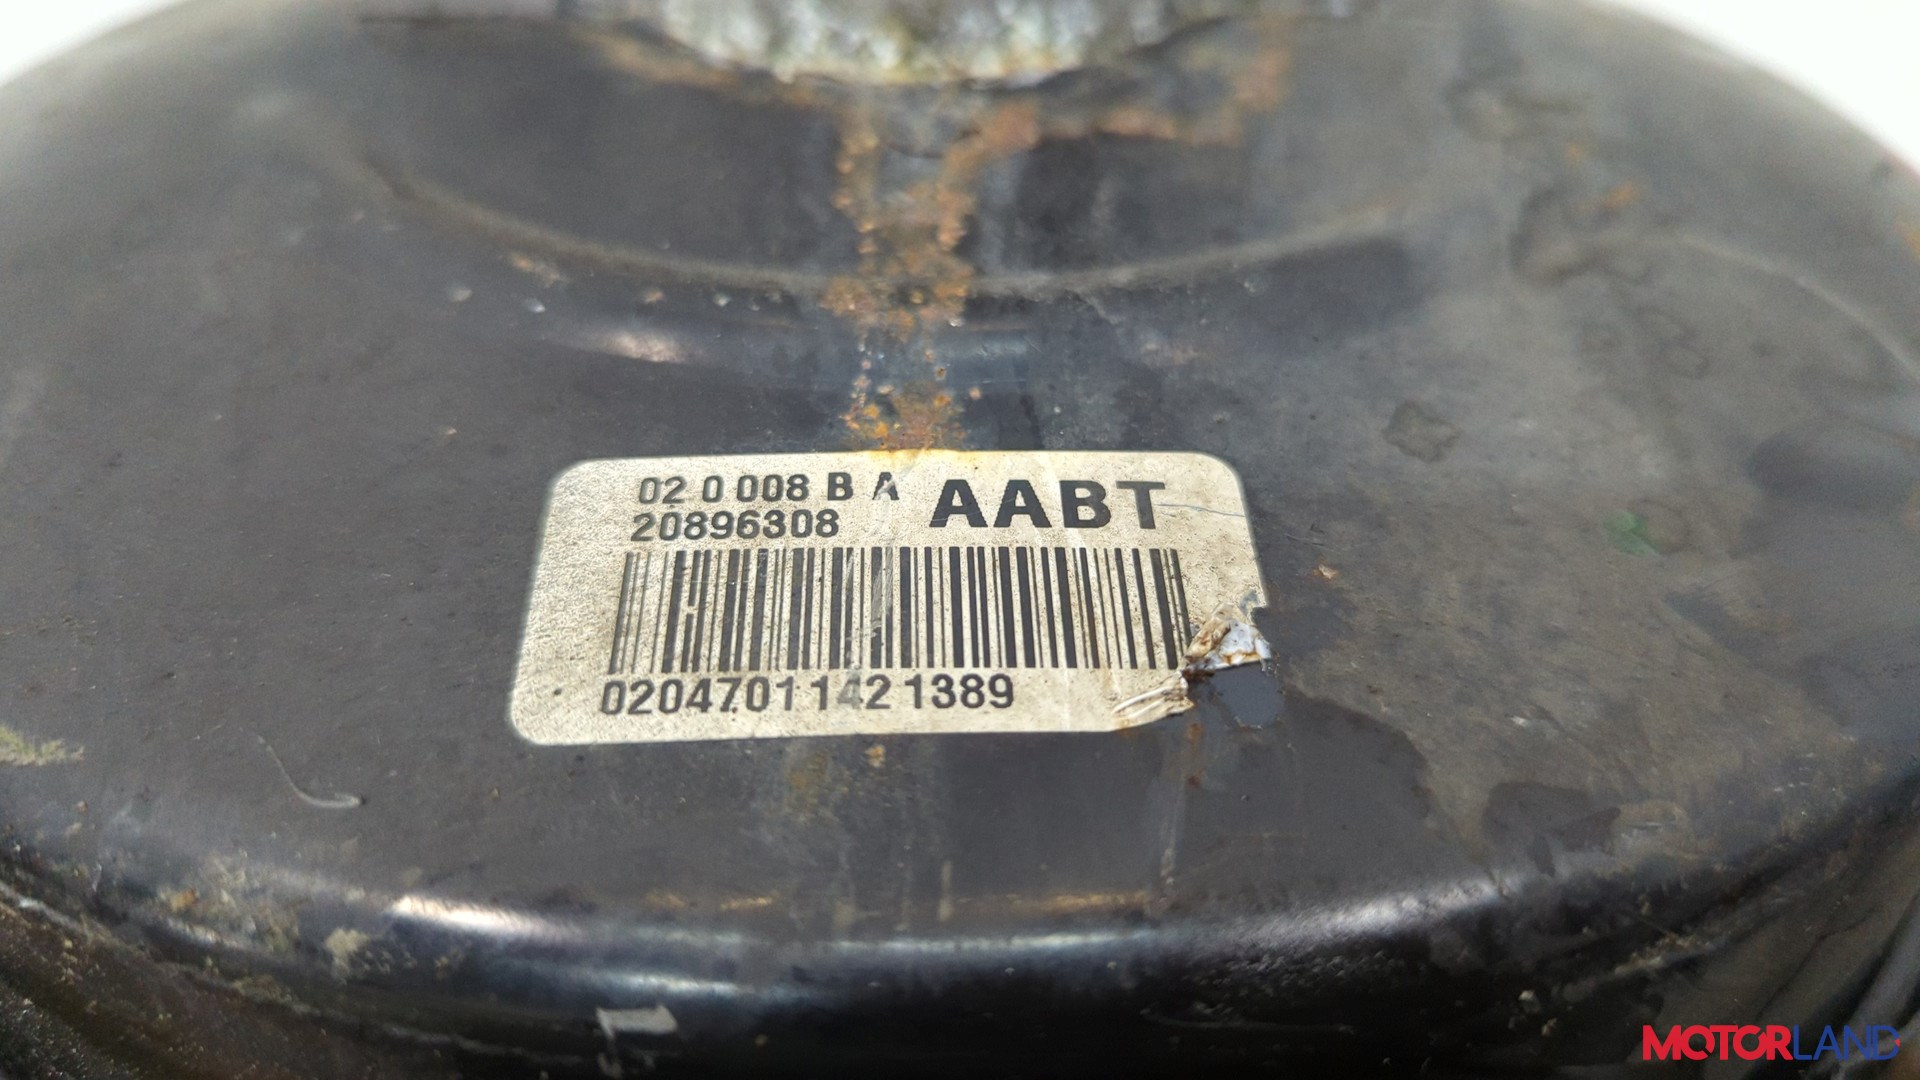 02 0 008 B A AABT
20896308
0204701142 1389
MOTORLAND